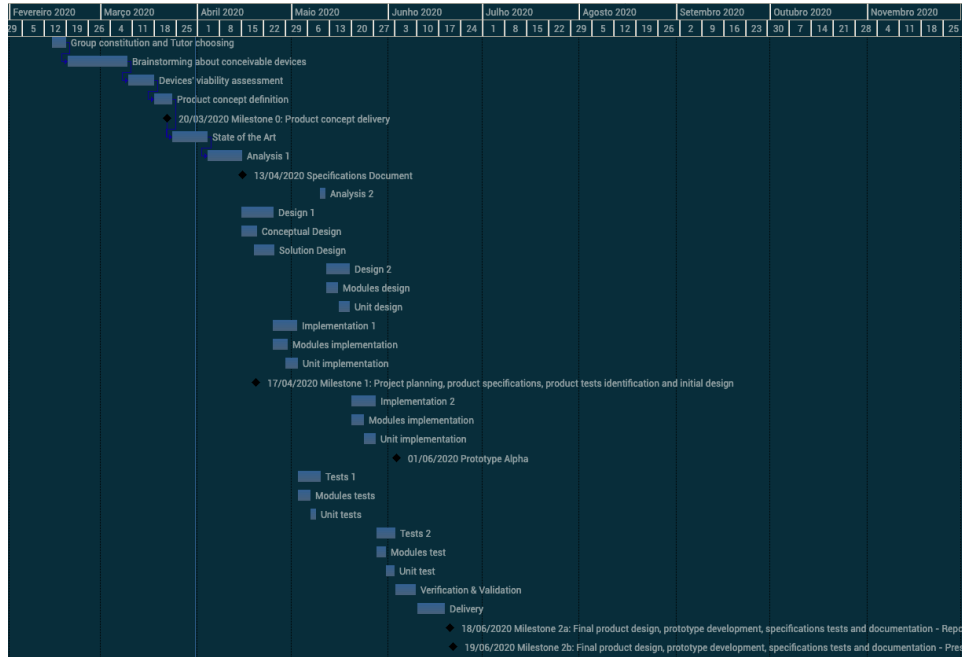 Fevereiro 2020 Março 2020 Abril 2020 Maio 2020 Junho 2020 Julho 2020 Agosto 2020 Setembro 2020 Outubro 2020 Novembro 2020
29 5 12 19 26 4 11 18 25 1 8 15 22 29 6 13 20 27 3 10 17 24 1 8 15 22 29 5 12 19 26 2 9 16 23 30 7 14 21 28 4 11 18 25
Group constitution and Tutor choosing
Brainstorming about conceivable devices
Devices' viability assessment
Product concept definition
20/03/2020 Milestone 0: Product concept delivery
State of the Art
Analysis 1
13/04/2020 Specifications Document
Analysis 2
Design 1
Conceptual Design
Solution Design
Design 2
Modules design
Unit design
Implementation 1
Modules implementation
Unit implementation
17/04/2020 Milestone 1: Project planning, product specifications, product tests identification and initial design
Implementation 2
Modules implementation
Unit implementation
01/06/2020 Prototype Alpha
Tests 1
Modules tests
Unit tests
Tests 2
Modules test
Unit test
Verification & Validation
Delivery
18/06/2020 Milestone 2a: Final product design, prototype development, specifications tests and documentation - Repo
19/06/2020 Milestone 2b: Final product design, prototype development, specifications tests and documentation - Pres